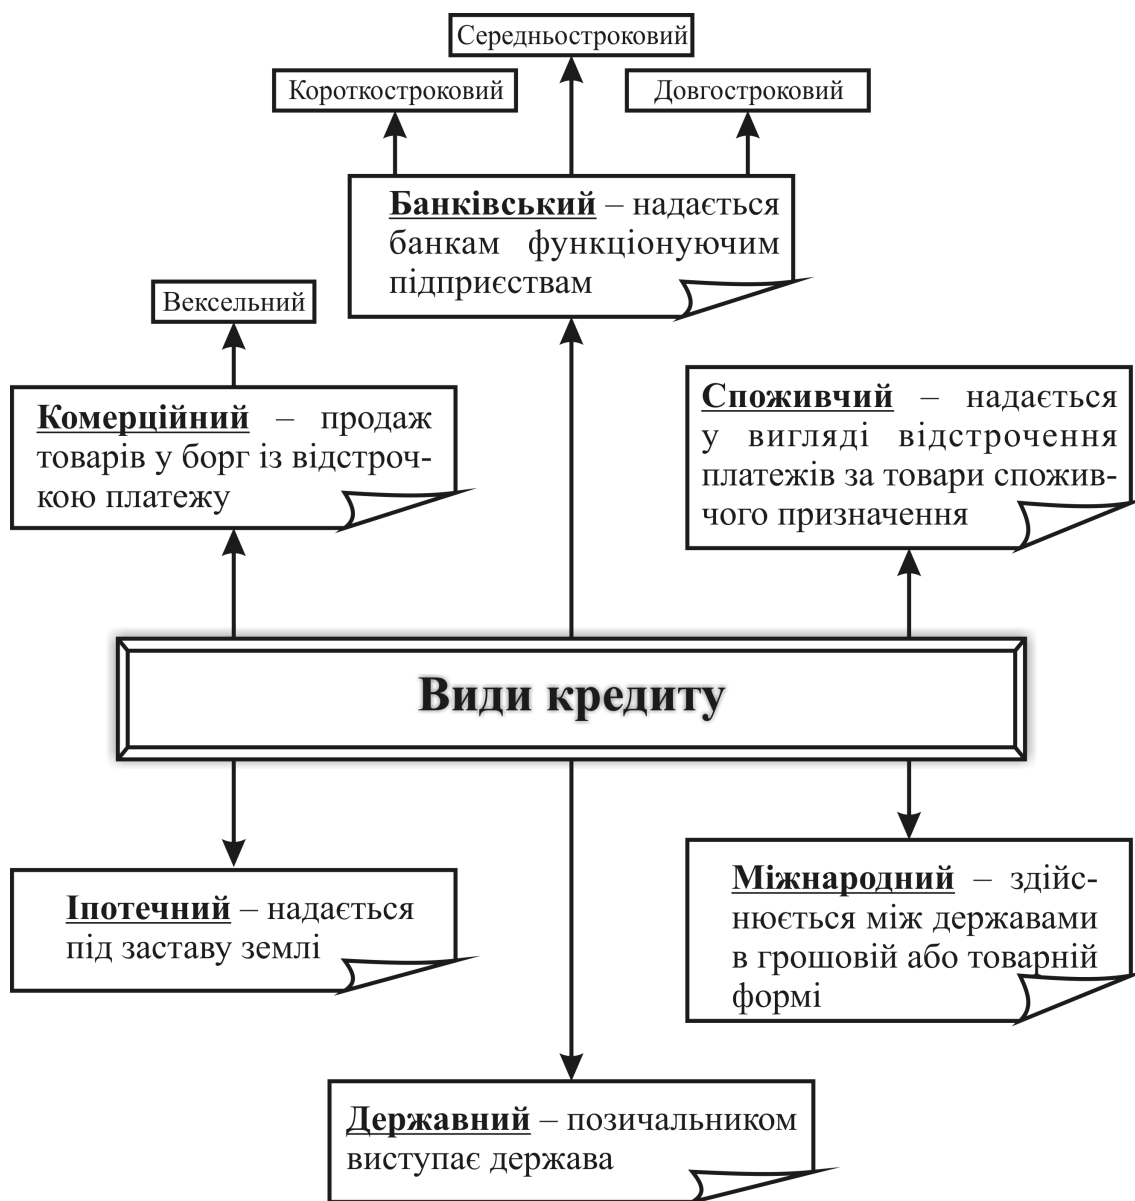 Середньостроковий
Короткостроковий
Довгостроковий
Банківський – надається
банкам функціонуючим
підприєствам
Вексельний
Комерційний – продаж
товарів у борг із відстроч-
кою платежу
Споживчий – надається
у вигляді відстрочення
платежів за товари спожив-
чого призначення
Види кредиту
Іпотечний – надається
під заставу землі
Міжнародний – здійс-
нюється між державами
в грошовій або товарній
формі
Державний – позичальником
виступає держава